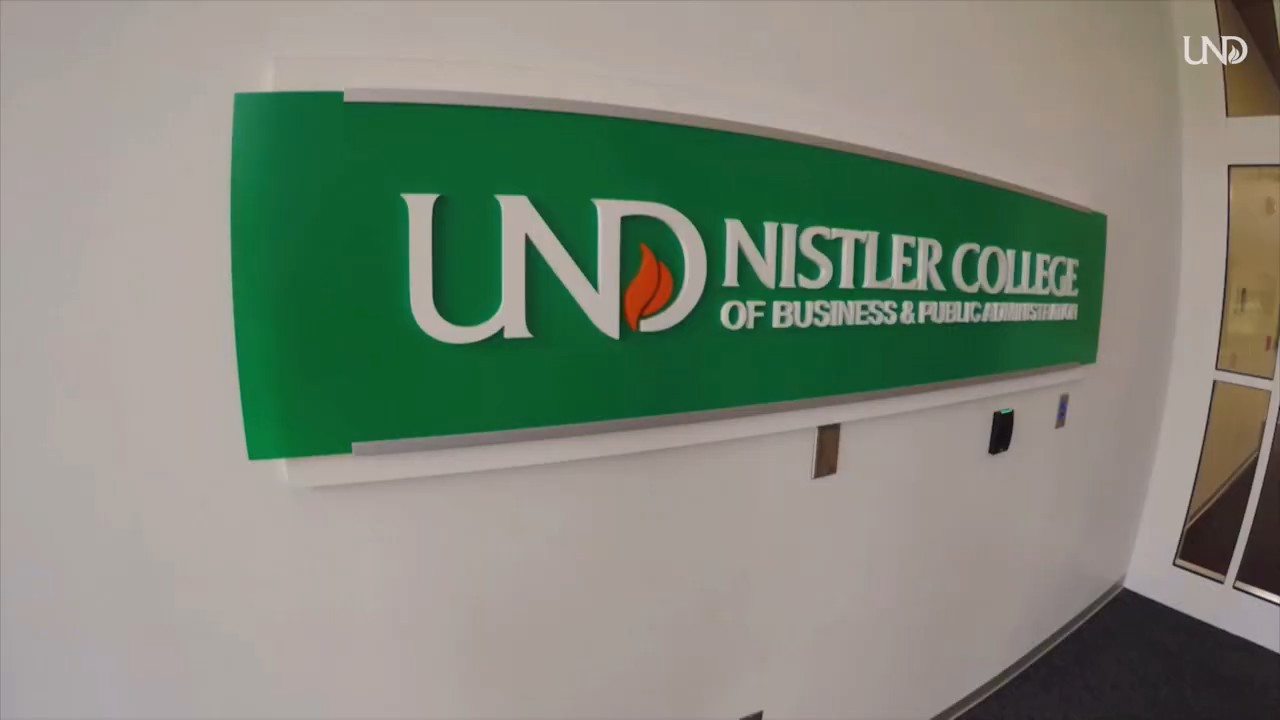 UND
UND NISTLER COLLEGE
OF BUSINESS & PUBLIC ADMINISTRATION